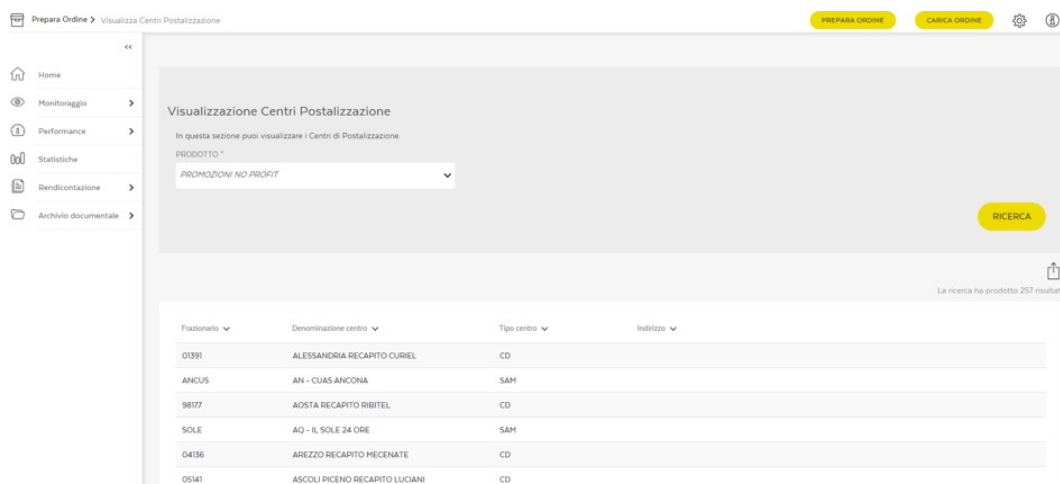 Prepara Ordine > Visualizza Centri Postalizzazione
PREPARA ORDINE
CARICA ORDINE
<<
Home
Monitoraggio >
Performance >
Statistiche
Rendicontazione >
Archivio documentale >
Visualizzazione Centri Postalizzazione
In questa sezione puoi visualizzare i Centri di Postalizzazione.
PRODOTTO *
PROMOZIONI NO PROFIT
RICERCA
La ricerca ha prodotto 257 risultat
Frazionario Denominazione centro Tipo centro Indirizzo
01391 ALESSANDRIA RECAPITO CURIEL CD
ANCUS AN - CUAS ANCONA SAM
98177 AOSTA RECAPITO RIBITEL CD
SOLE AQ - IL SOLE 24 ORE SAM
04136 AREZZO RECAPITO MECENATE CD
05141 ASCOLI PICENO RECAPITO LUCIANI CD